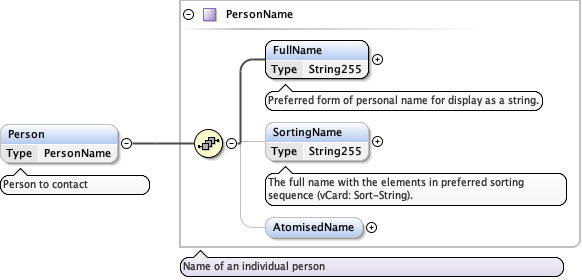 PersonName
FullName
Type String255
Preferred form of personal name for display as a string.
Person
Type PersonName
Person to contact
SortingName
Type String255
The full name with the elements in preferred sorting
sequence (vCard: Sort-String).
AtomisedName
Name of an individual person